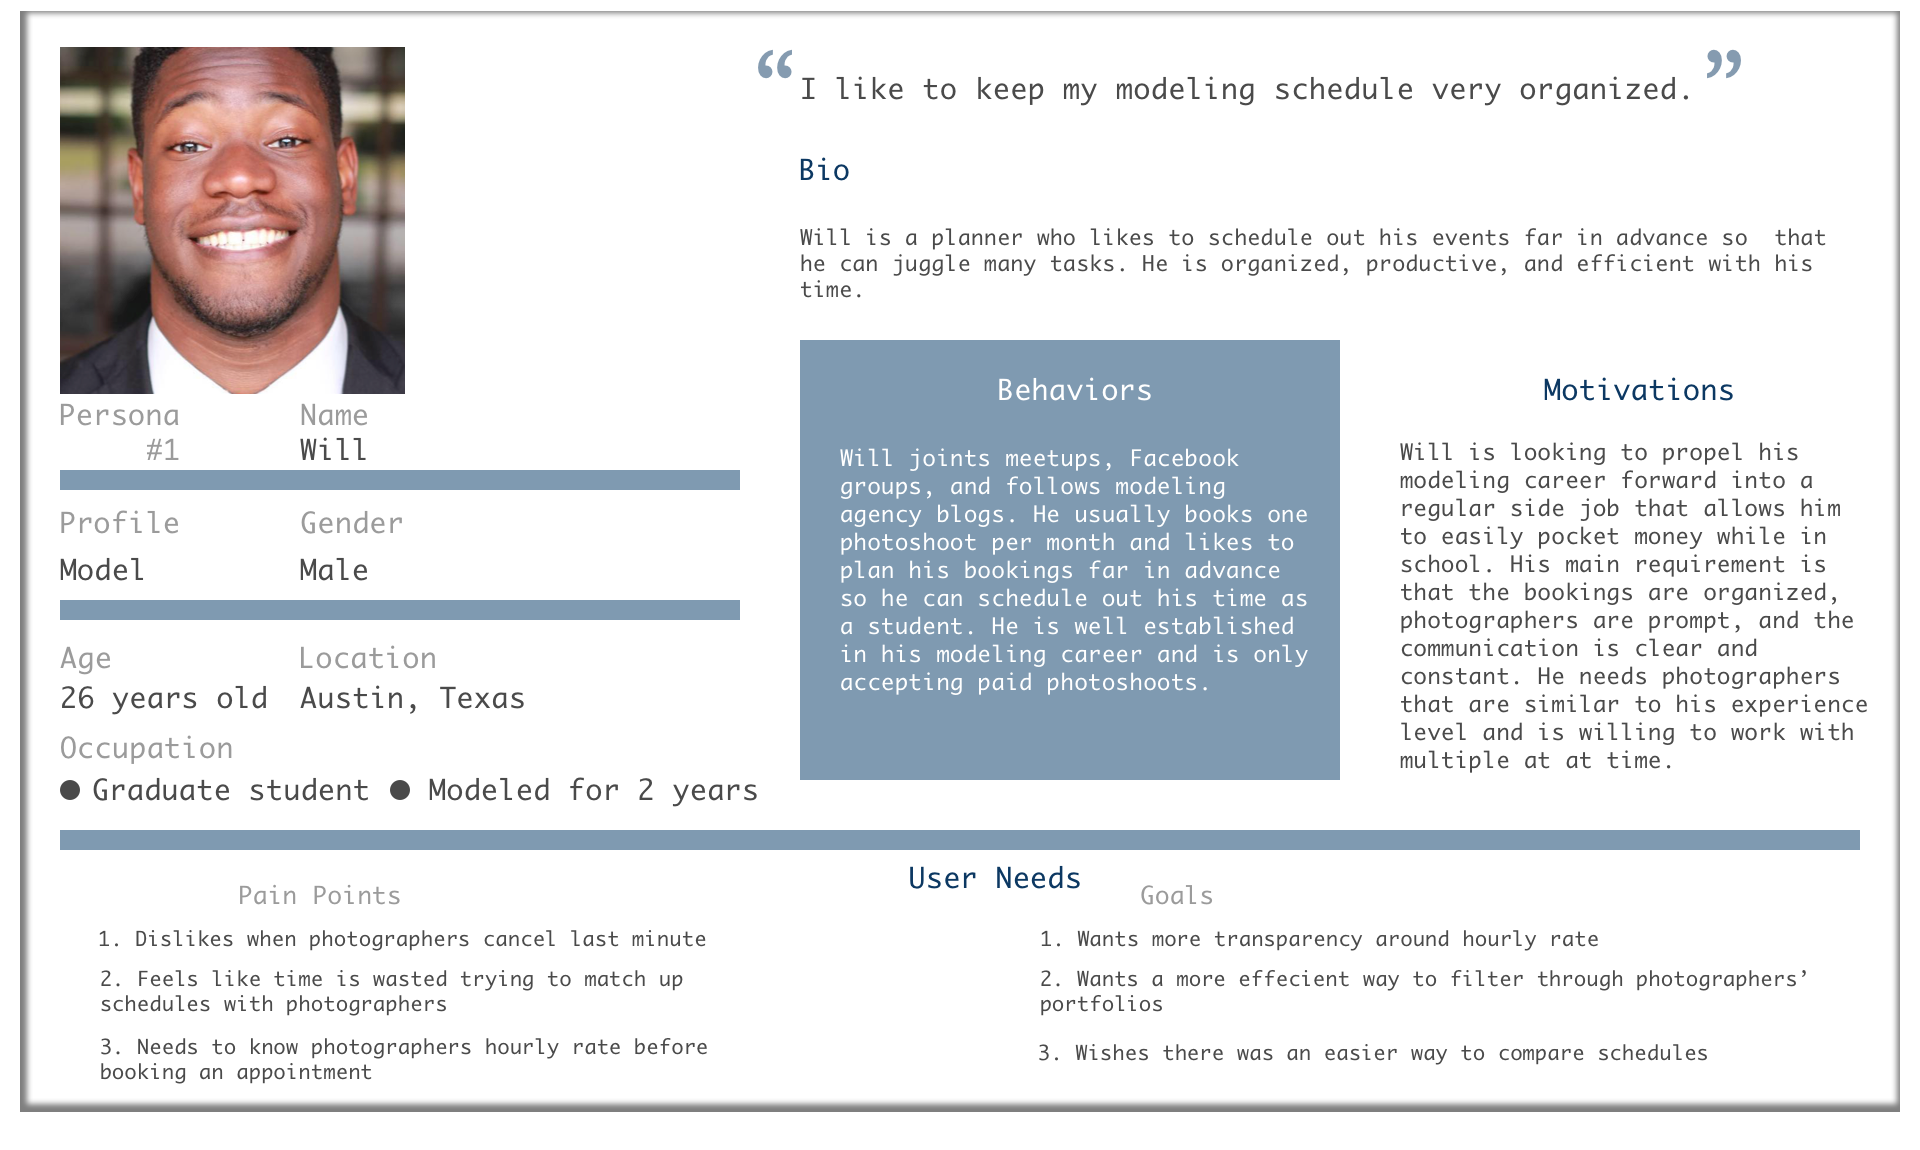 “I like to keep my modeling schedule very organized.”
Persona
#1
Name
Will
Profile
Model
Gender
Male
Age
26 years old
Location
Austin, Texas
Occupation
● Graduate student ● Modeled for 2 years
Bio
Will is a planner who likes to schedule out his events far in advance so  that
he can juggle many tasks. He is organized, productive, and efficient with his
time.
Behaviors
Will joints meetups, Facebook
groups, and follows modeling
agency blogs. He usually books one
photoshoot per month and likes to
plan his bookings far in advance
so he can schedule out his time as
a student. He is well established
in his modeling career and is only
accepting paid photoshoots.
Motivations
Will is looking to propel his
modeling career forward into a
regular side job that allows him
to easily pocket money while in
school. His main requirement is
that the bookings are organized,
photographers are prompt, and the
communication is clear and
constant. He needs photographers
that are similar to his experience
level and is willing to work with
multiple at at time.
User Needs
Pain Points
1. Dislikes when photographers cancel last minute
2. Feels like time is wasted trying to match up
schedules with photographers
3. Needs to know photographers hourly rate before
booking an appointment
Goals
1. Wants more transparency around hourly rate
2. Wants a more effecient way to filter through photographers’
portfolios
3. Wishes there was an easier way to compare schedules